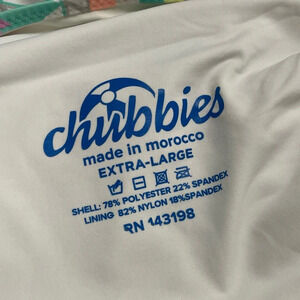 chubbies
made in morocco
EXTRA-LARGE
SHELL: 78% POLYESTER 22% SPANDEX
LINING 82% NYLON 18%SPANDEX
RN 143198